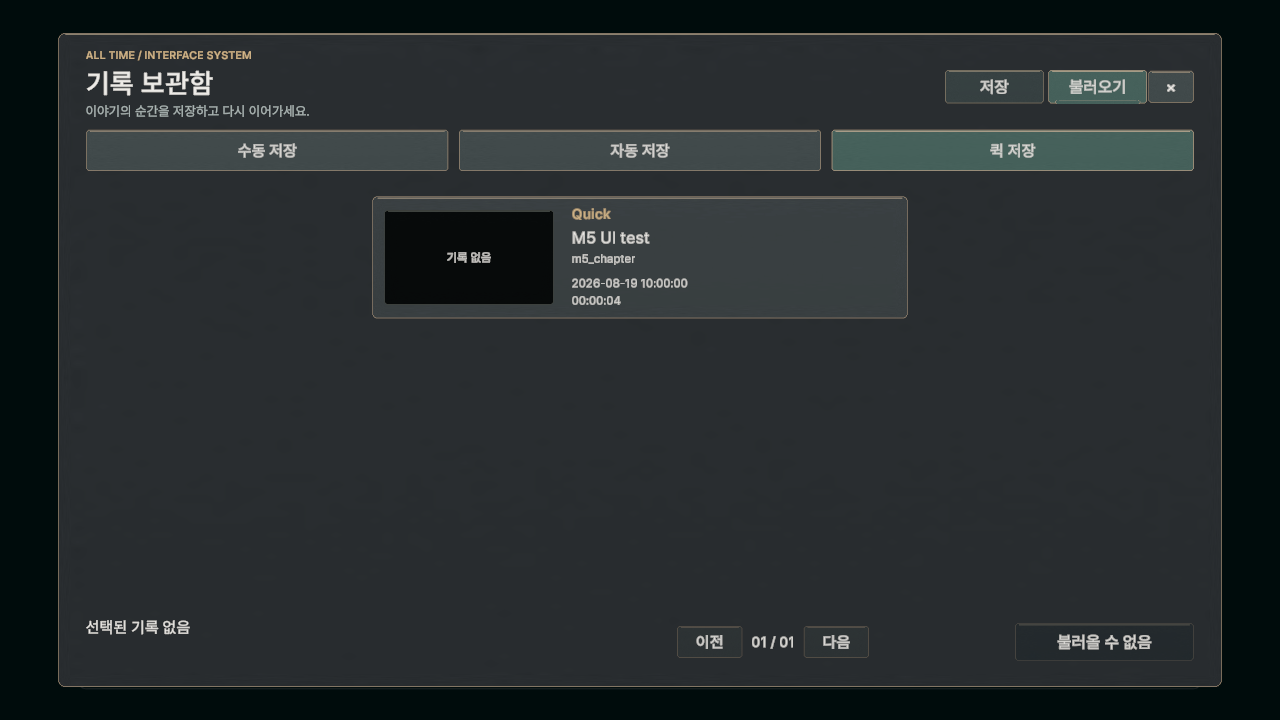 ALL TIME / INTERFACE SYSTEM
기록 보관함
이야기의 순간을 저장하고 다시 이어가세요.
저장
불러오기
×
수동 저장
자동 저장
퀵 저장
기록 없음
Quick
M5 UI test
m5_chapter
2026-08-19 10:00:00
00:00:04
선택된 기록 없음
이전
01 / 01
다음
불러올 수 없음